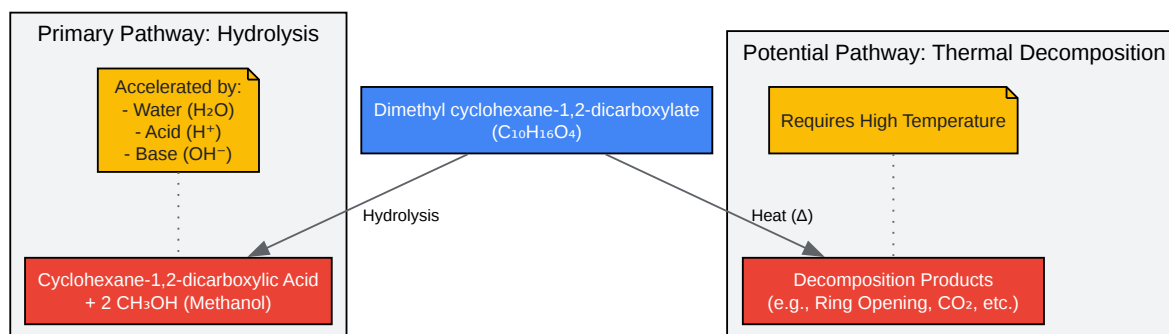 Primary Pathway: Hydrolysis
Accelerated by:
- Water (H₂O)
- Acid (H⁺)
- Base (OH⁻)
Dimethyl cyclohexane-1,2-dicarboxylate
(C₁₀H₁₆O₄)
Potential Pathway: Thermal Decomposition
Requires High Temperature
Hydrolysis
Heat (Δ)
Cyclohexane-1,2-dicarboxylic Acid
+ 2 CH₃OH (Methanol)
Decomposition Products
(e.g., Ring Opening, CO₂, etc.)